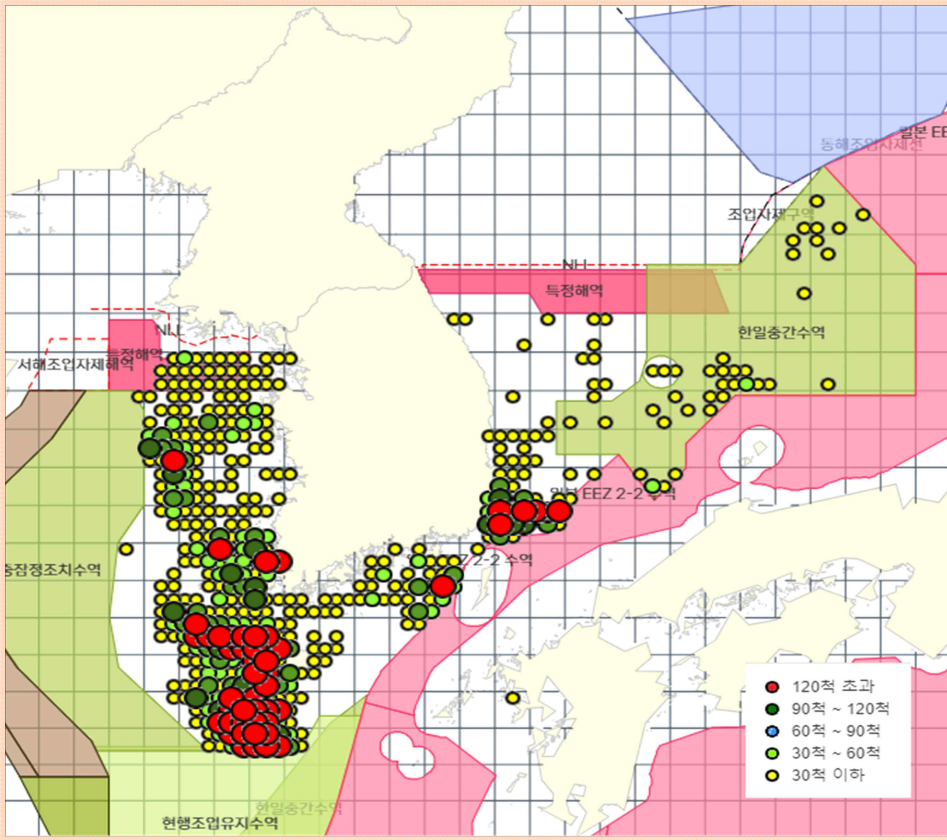 일본 EE
동해조업자제선
조업자제구역
NLL
특정해역
한일중간수역
NLL
특정해역
서해조업자제해역
일본 EEZ 2-2 수역
Z 2-2 수역
중잠정조치수역
한일중간수역
현행조업유지수역
120척 초과
90척 ~ 120척
60척 ~ 90척
30척 ~ 60척
30척 이하